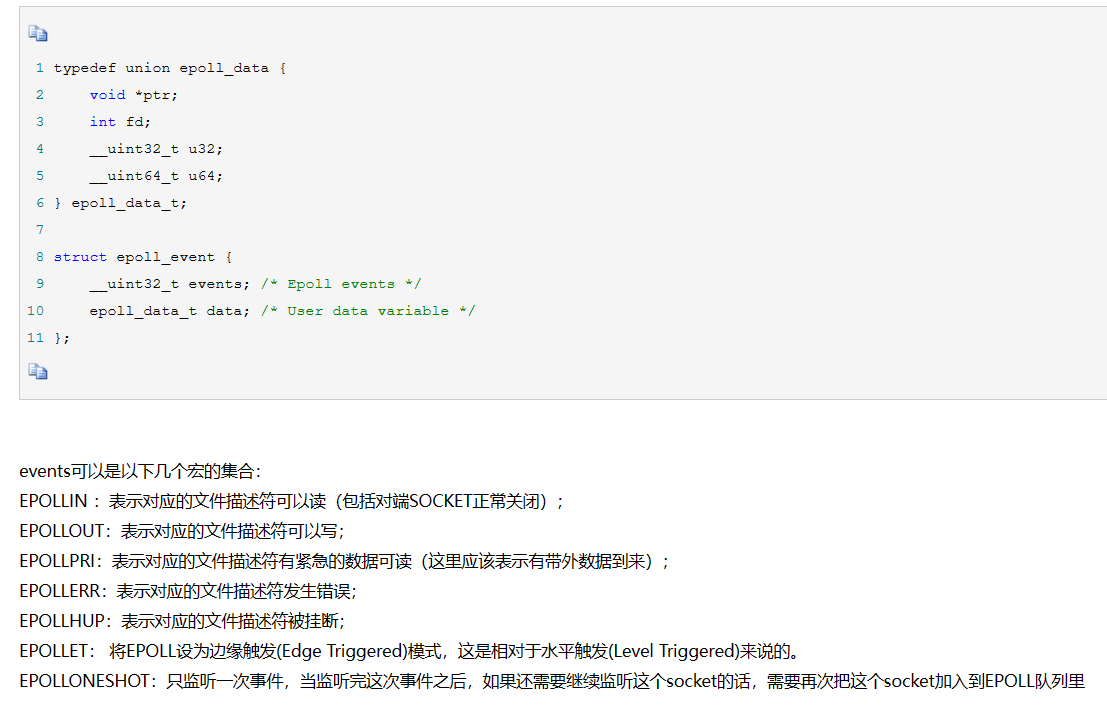 1 typedef union epoll_data {
2     void *ptr;
3     int fd;
4     __uint32_t u32;
5     __uint64_t u64;
6 } epoll_data_t;
7
8 struct epoll_event {
9     __uint32_t events; /* Epoll events */
10     epoll_data_t data; /* User data variable */
11 };
events可以是以下几个宏的集合：
EPOLLIN ：表示对应的文件描述符可以读（包括对端SOCKET正常关闭）；
EPOLLOUT：表示对应的文件描述符可以写；
EPOLLPRI：表示对应的文件描述符有紧急的数据可读（这里应该表示有带外数据到来）；
EPOLLERR：表示对应的文件描述符发生错误；
EPOLLHUP：表示对应的文件描述符被挂断；
EPOLLET： 将EPOLL设为边缘触发(Edge Triggered)模式，这是相对于水平触发(Level Triggered)来说的。
EPOLLONESHOT：只监听一次事件，当监听完这次事件之后，如果还需要继续监听这个socket的话，需要再次把这个socket加入到EPOLL队列里